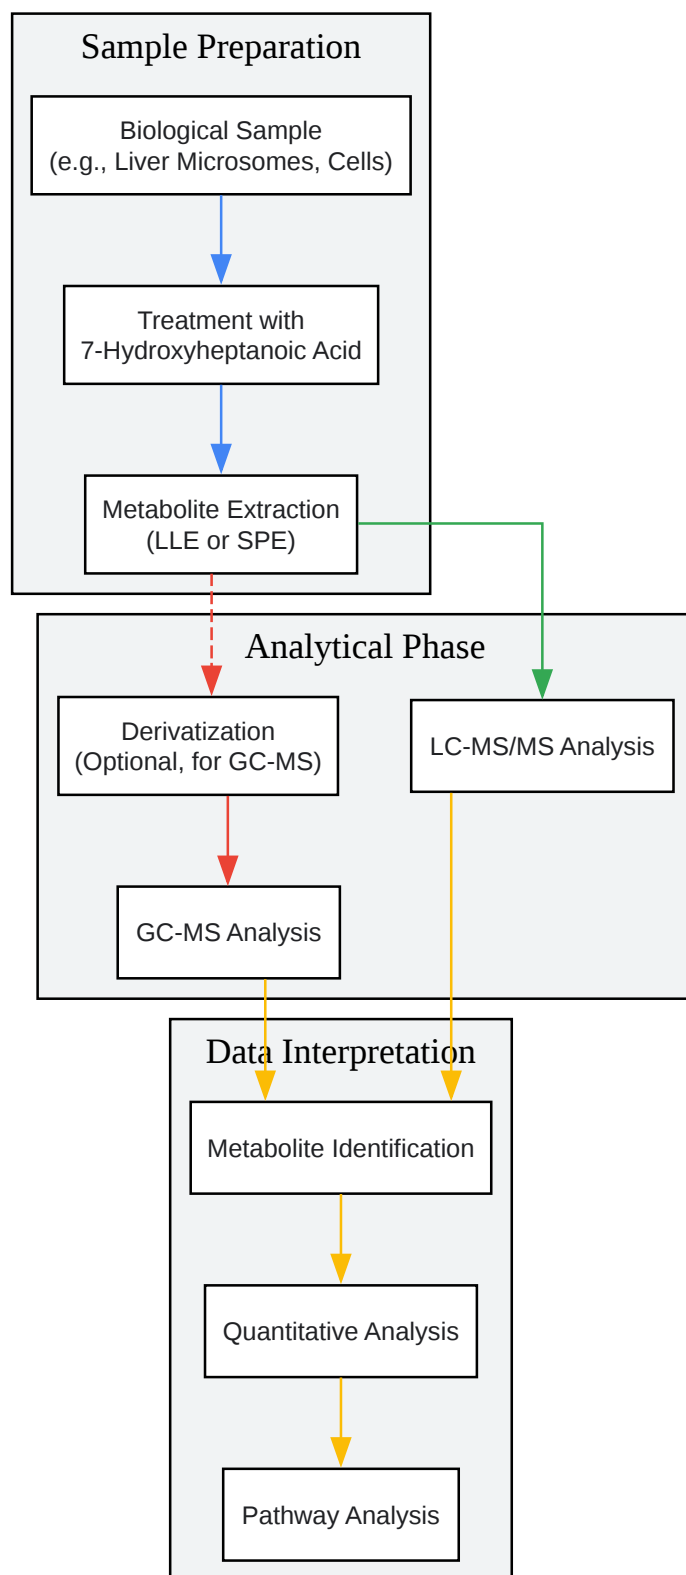 Sample Preparation
Biological Sample
(e.g., Liver Microsomes, Cells)
Treatment with
7-Hydroxyheptanoic Acid
Metabolite Extraction
(LLE or SPE)
Analytical Phase
Derivatization
(Optional, for GC-MS)
LC-MS/MS Analysis
GC-MS Analysis
Data Interpretation
Metabolite Identification
Quantitative Analysis
Pathway Analysis